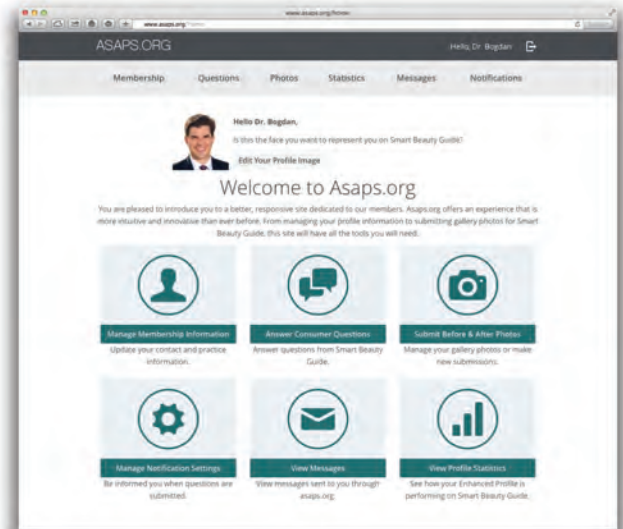 www.asaps.org/home
www.asaps.org
ASAPS.ORG
Hello, Dr. Bogdan
Membership Questions Photos Statistics Messages Notifications
Hello Dr. Bogdan,
Is this the face you want to represent you on Smart Beauty Guide?
Edit Your Profile Image
Welcome to Asaps.org
You are pleased to introduce you to a better, responsive site dedicated to our members. Asaps.org offers an experience that is
more intuitive and innovative than ever before. From managing your profile information to submitting gallery photos for Smart
Beauty Guide, this site will have all the tools you will need.
Manage Membership Information
Update your contact and practice
information.
Answer Consumer Questions
Answer questions from Smart Beauty
Guide.
Submit Before & After Photos
Manage your gallery photos or make
new submissions.
Manage Notification Settings
Be informed you when questions are
submitted.
View Messages
View messages sent to you through
asaps.org
View Profile Statistics
See how your Enhanced Profile is
performing on Smart Beauty Guide.